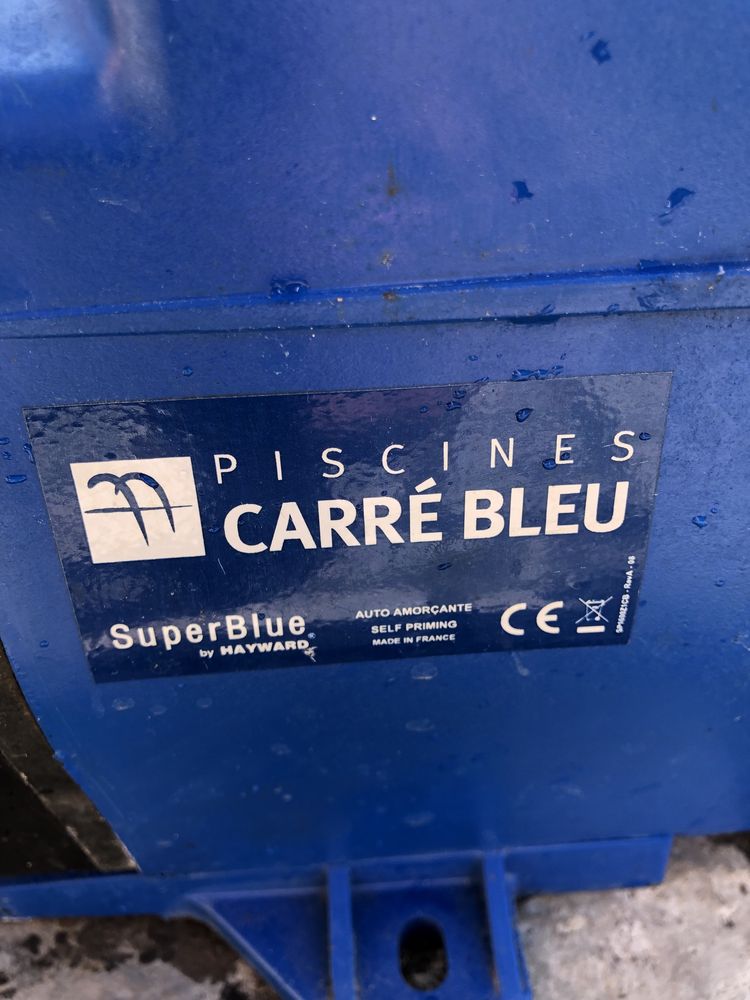 PISCINES
CARRÉ BLEU
SuperBlue
by HAYWARD®
AUTO AMORÇANTE
SELF PRIMING
MADE IN FRANCE
CE